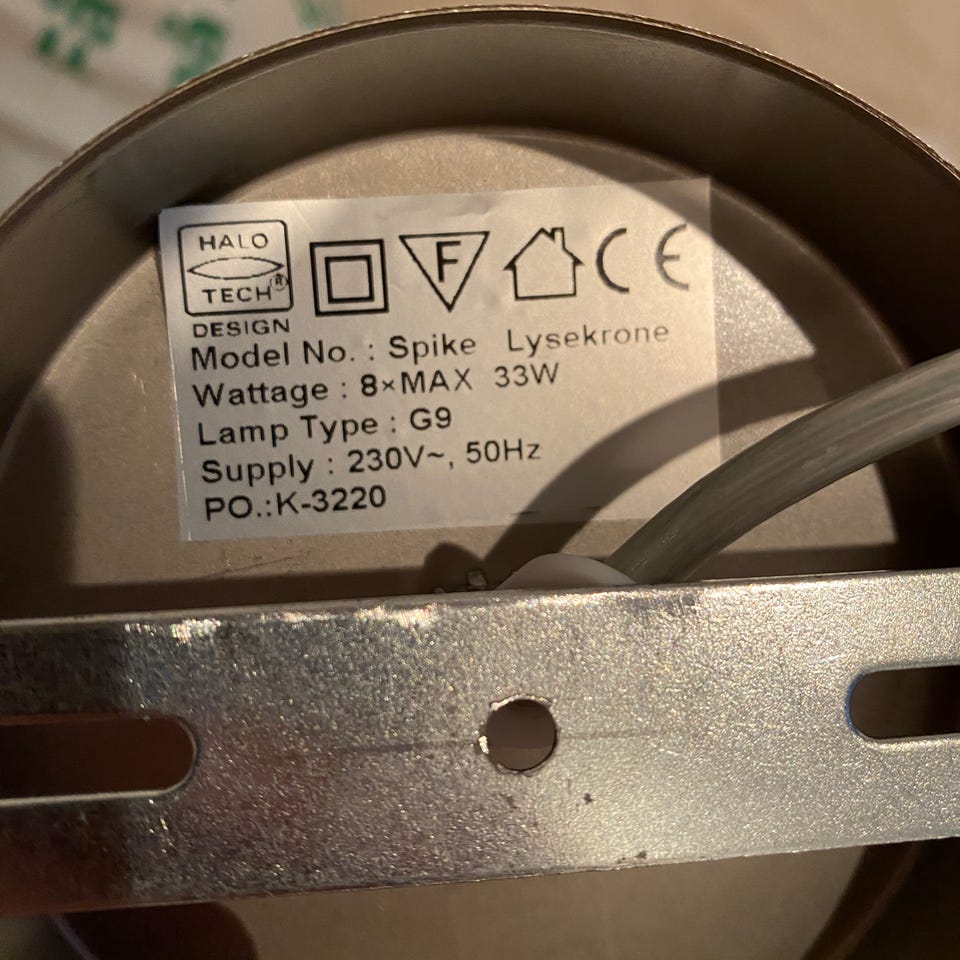 HALO
TECH®
DESIGN
F
CE
Model No. : Spike Lysekrone
Wattage : 8×MAX 33W
Lamp Type : G9
Supply : 230V~, 50Hz
PO.:K-3220